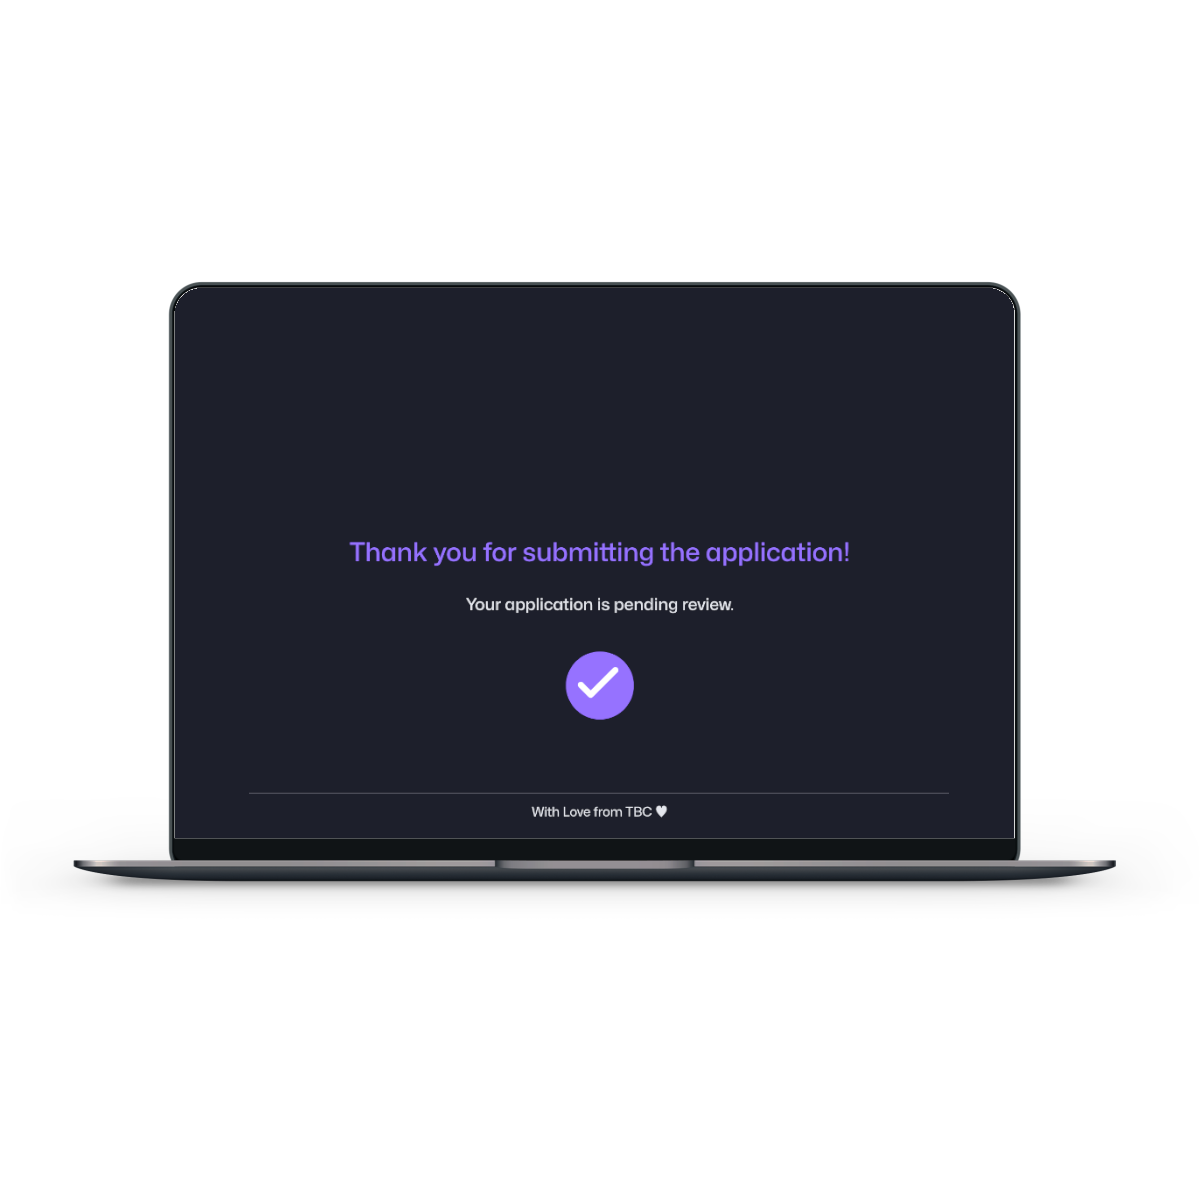 Thank you for submitting the application!
Your application is pending review.
With Love from TBC 🤍